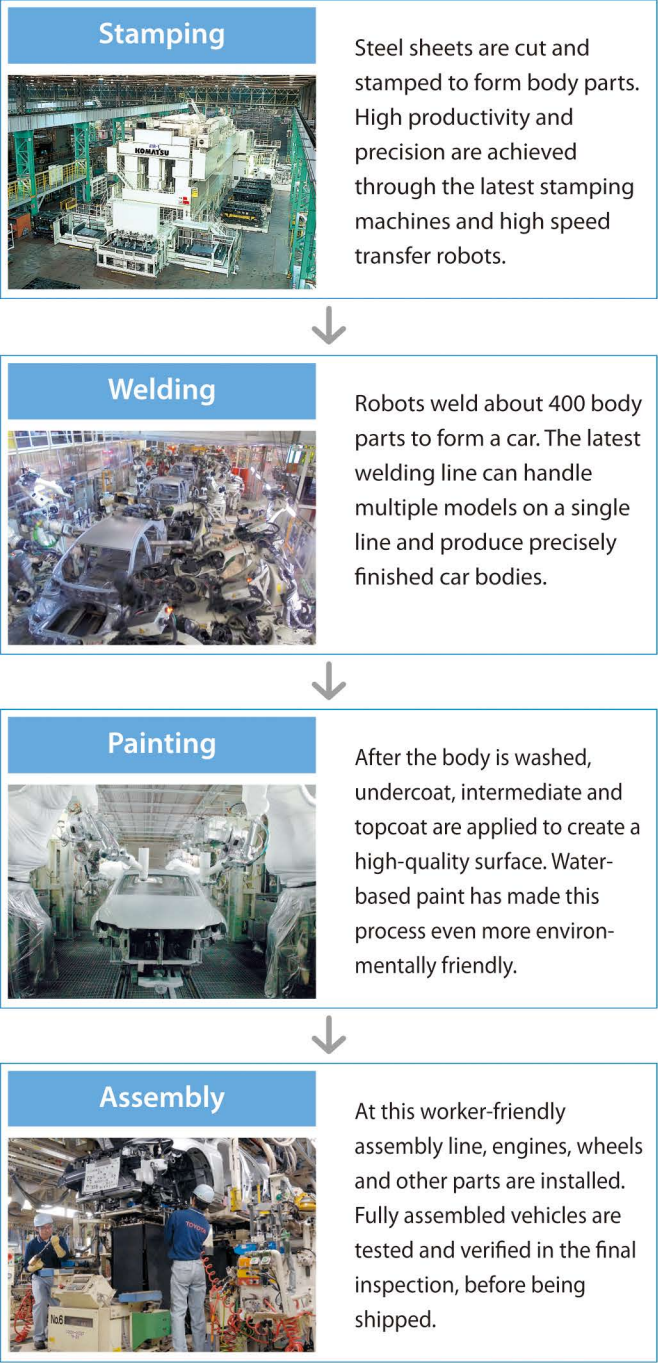 Stamping
KOMATSU
Steel sheets are cut and
stamped to form body parts.
High productivity and
precision are achieved
through the latest stamping
machines and high speed
transfer robots.
Welding
Robots weld about 400 body
parts to form a car. The latest
welding line can handle
multiple models on a single
line and produce precisely
finished car bodies.
Painting
After the body is washed,
undercoat, intermediate and
topcoat are applied to create a
high-quality surface. Water-
based paint has made this
process even more environ-
mentally friendly.
Assembly
TOYOTA
No.6
At this worker-friendly
assembly line, engines, wheels
and other parts are installed.
Fully assembled vehicles are
tested and verified in the final
inspection, before being
shipped.